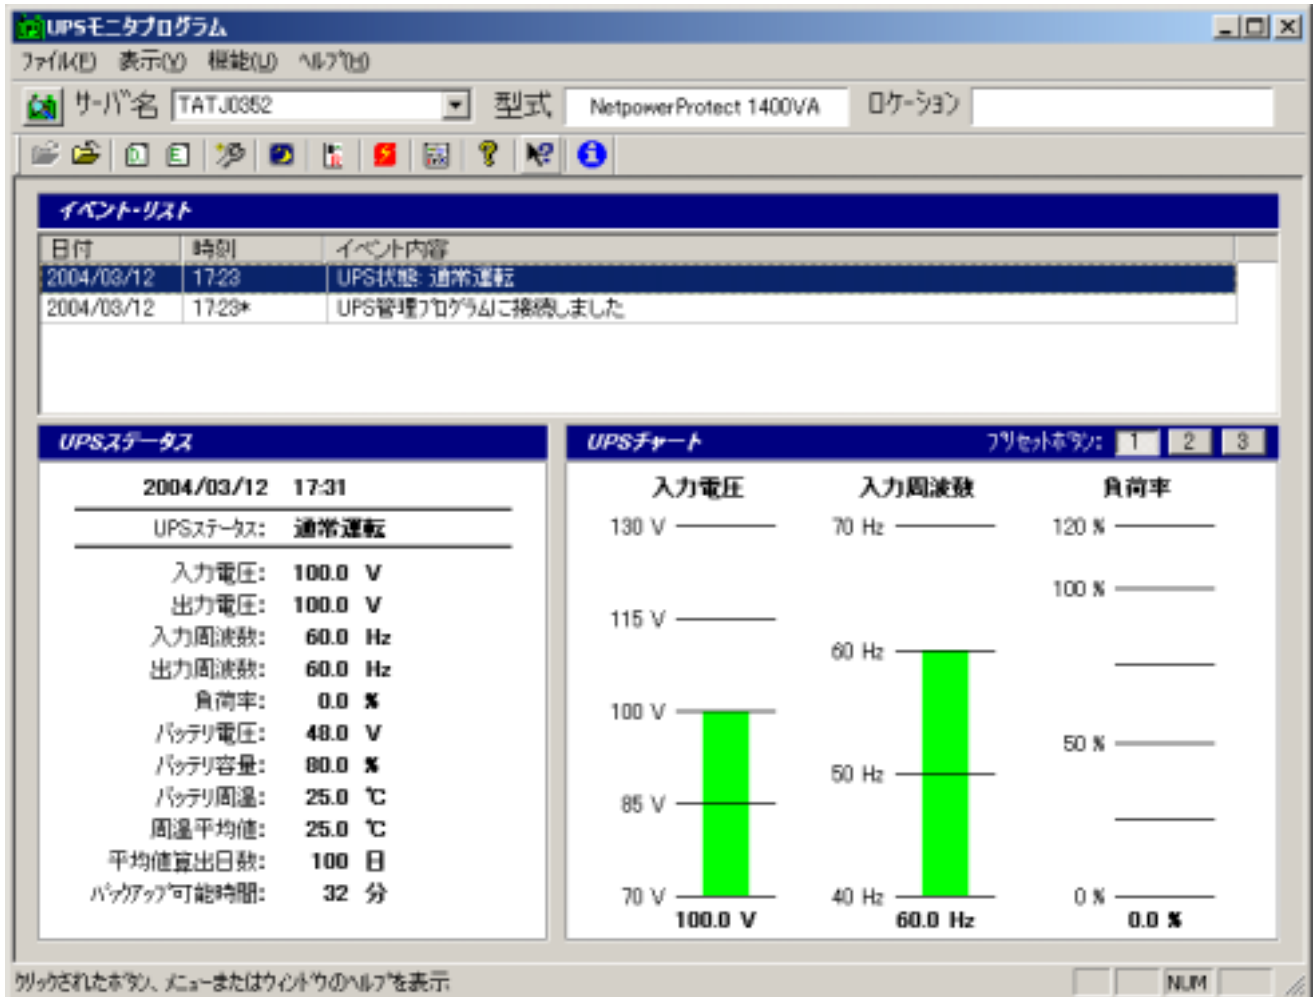 UPSモニタプログラム
ファイル(F) 表示(V) 機能(U) ヘルプ(H)
サーバ名 TATJ0352 型式 NetpowerProtect 1400VA ロケーション
イベント・リスト
日付 時刻 イベント内容
2004/03/12 17:23 UPS状態: 通常運転
2004/03/12 17:23* UPS管理プログラムに接続しました
UPSステータス
2004/03/12 17:31
UPSステータス: 通常運転
入力電圧: 100.0 V
出力電圧: 100.0 V
入力周波数: 60.0 Hz
出力周波数: 60.0 Hz
負荷率: 0.0 %
バッテリ電圧: 48.0 V
バッテリ容量: 80.0 %
バッテリ周温: 25.0 ℃
周温平均値: 25.0 ℃
平均値算出日数: 100 日
バックアップ可能時間: 32 分
UPSチャート プリセットボタン: 1 2 3
入力電圧 入力周波数 負荷率
130 V 70 Hz 120 %
100 %
115 V
60 Hz
100 V
50 %
50 Hz
85 V
70 V 40 Hz 0 %
100.0 V 60.0 Hz 0.0 %
クリックされたボタン、メニューまたはウィンドウのヘルプを表示 NUM